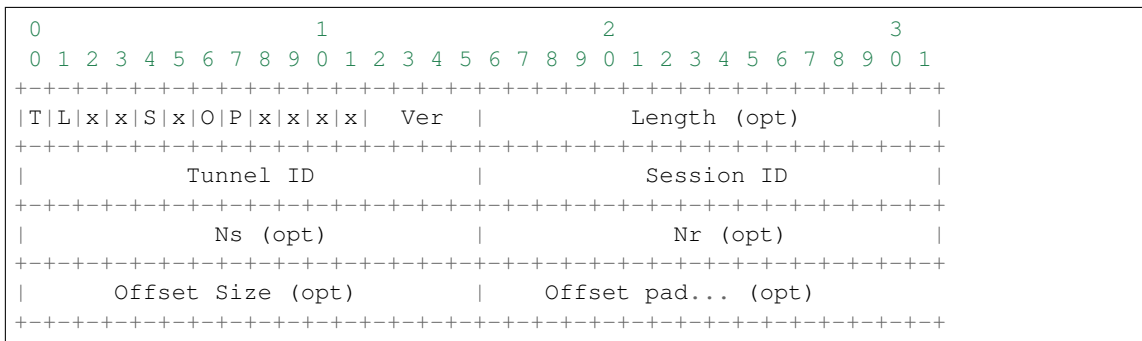 0                   1                   2                   3
 0 1 2 3 4 5 6 7 8 9 0 1 2 3 4 5 6 7 8 9 0 1 2 3 4 5 6 7 8 9 0 1
+-+-+-+-+-+-+-+-+-+-+-+-+-+-+-+-+-+-+-+-+-+-+-+-+-+-+-+-+-+-+-+-+
|T|L|x|x|S|x|O|P|x|x|x|x|  Ver  |          Length (opt)         |
+-+-+-+-+-+-+-+-+-+-+-+-+-+-+-+-+-+-+-+-+-+-+-+-+-+-+-+-+-+-+-+-+
|           Tunnel ID           |           Session ID          |
+-+-+-+-+-+-+-+-+-+-+-+-+-+-+-+-+-+-+-+-+-+-+-+-+-+-+-+-+-+-+-+-+
|             Ns (opt)          |             Nr (opt)          |
+-+-+-+-+-+-+-+-+-+-+-+-+-+-+-+-+-+-+-+-+-+-+-+-+-+-+-+-+-+-+-+-+
|      Offset Size (opt)        |    Offset pad... (opt)
+-+-+-+-+-+-+-+-+-+-+-+-+-+-+-+-+-+-+-+-+-+-+-+-+-+-+-+-+-+-+-+-+